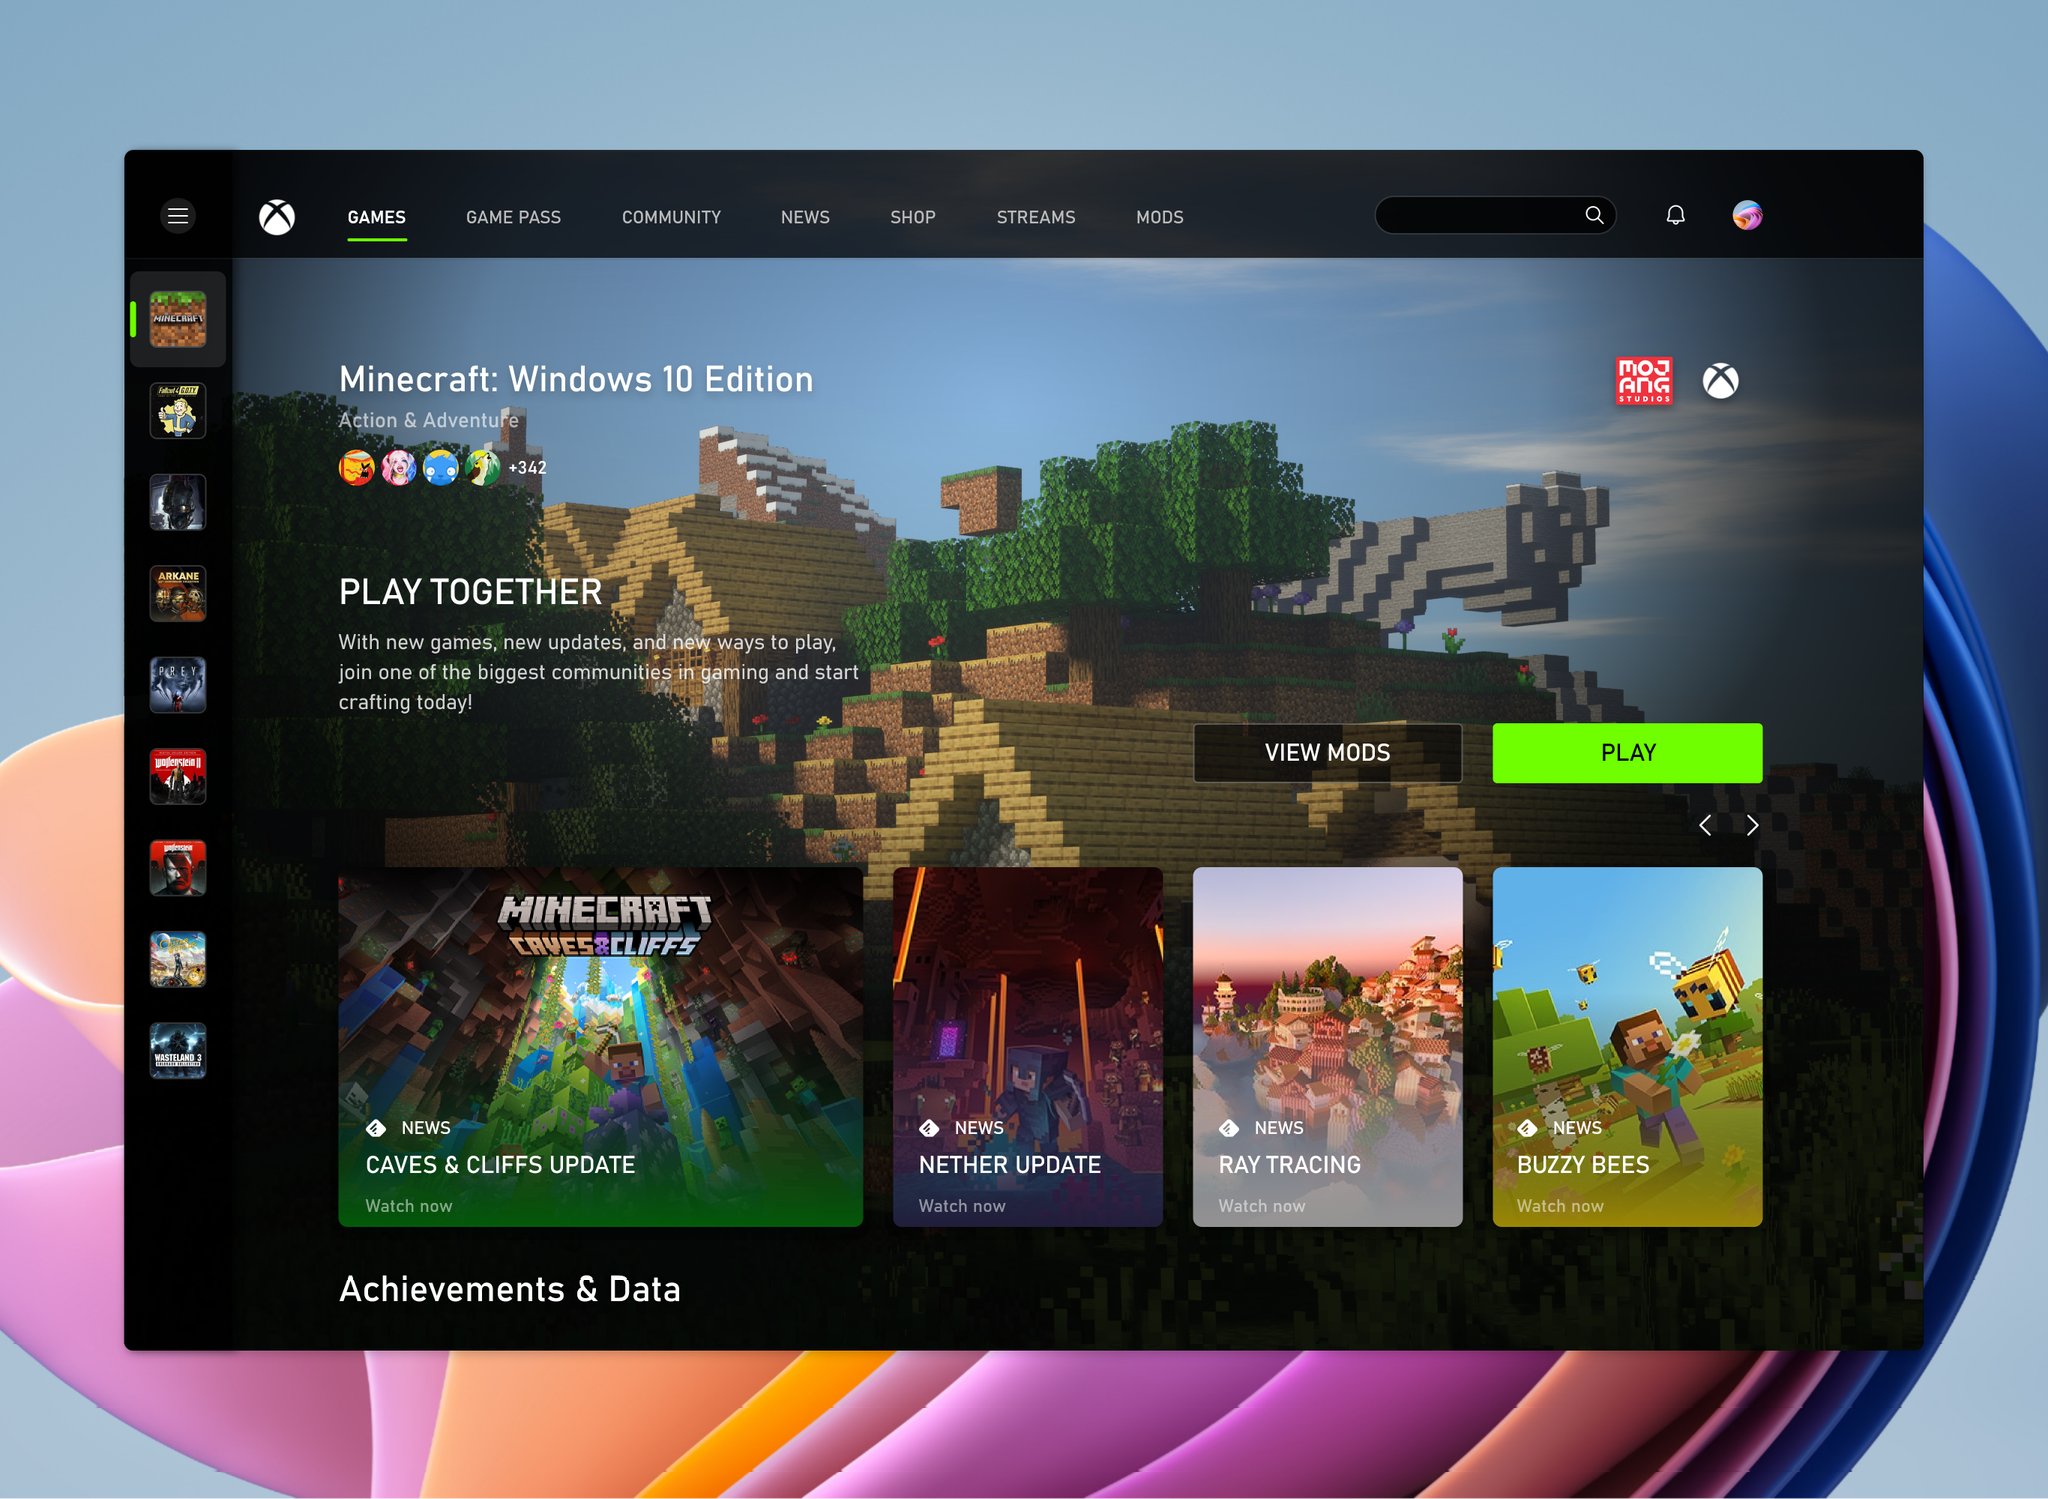 GAMES
GAME PASS
COMMUNITY
NEWS
SHOP
STREAMS
MODS
MINECRAFT
Fallout 4 G.O.T.Y.
ARKANE
PREY
Wolfenstein II
Wolfenstein
WASTELAND 3
Minecraft: Windows 10 Edition
Action & Adventure
+342
MOJANG
STUDIOS
PLAY TOGETHER
With new games, new updates, and new ways to play,
join one of the biggest communities in gaming and start
crafting today!
VIEW MODS
PLAY
MINECRAFT
CAVES & CLIFFS
NEWS
CAVES & CLIFFS UPDATE
Watch now
NEWS
NETHER UPDATE
Watch now
NEWS
RAY TRACING
Watch now
NEWS
BUZZY BEES
Watch now
Achievements & Data